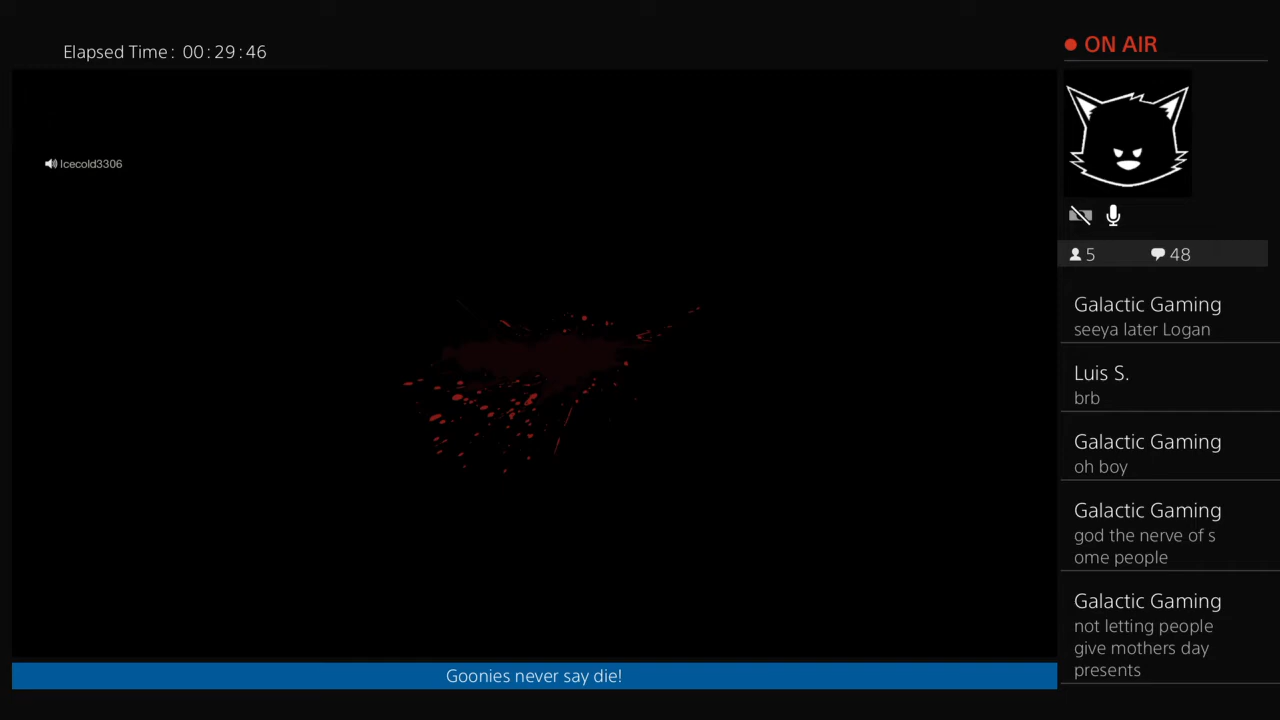 Elapsed Time: 00:29:46
ON AIR
Icecold3306
5
48
Galactic Gaming
seeya later Logan
Luis S.
brb
Galactic Gaming
oh boy
Galactic Gaming
god the nerve of s
ome people
Galactic Gaming
not letting people
give mothers day
presents
Goonies never say die!